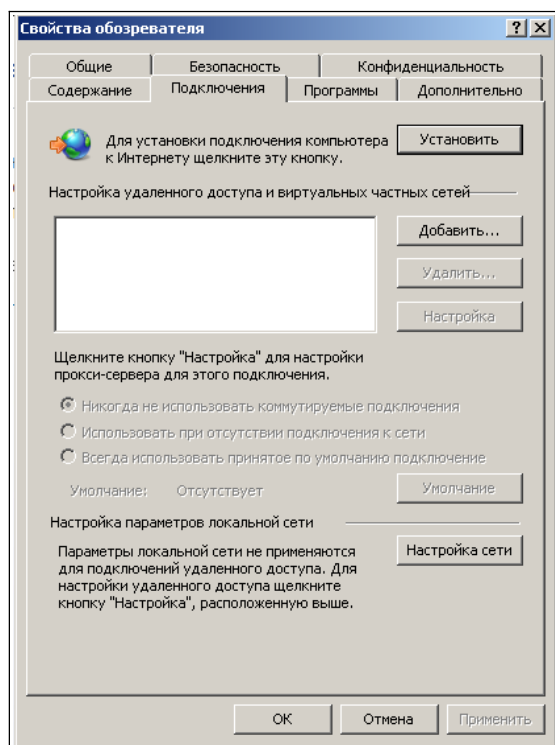 Свойства обозревателя
Общие Безопасность Конфиденциальность
Содержание Подключения Программы Дополнительно
Для установки подключения компьютера Установить
к Интернету щелкните эту кнопку.
Настройка удаленного доступа и виртуальных частных сетей
Добавить...
Удалить...
Настройка
Щелкните кнопку "Настройка" для настройки
прокси-сервера для этого подключения.
Никогда не использовать коммутируемые подключения
Использовать при отсутствии подключения к сети
Всегда использовать принятое по умолчанию подключение
Умолчание: Отсутствует Умолчание
Настройка параметров локальной сети
Параметры локальной сети не применяются Настройка сети
для подключений удаленного доступа. Для
настройки удаленного доступа щелкните
кнопку "Настройка", расположенную выше.
ОК Отмена Применить